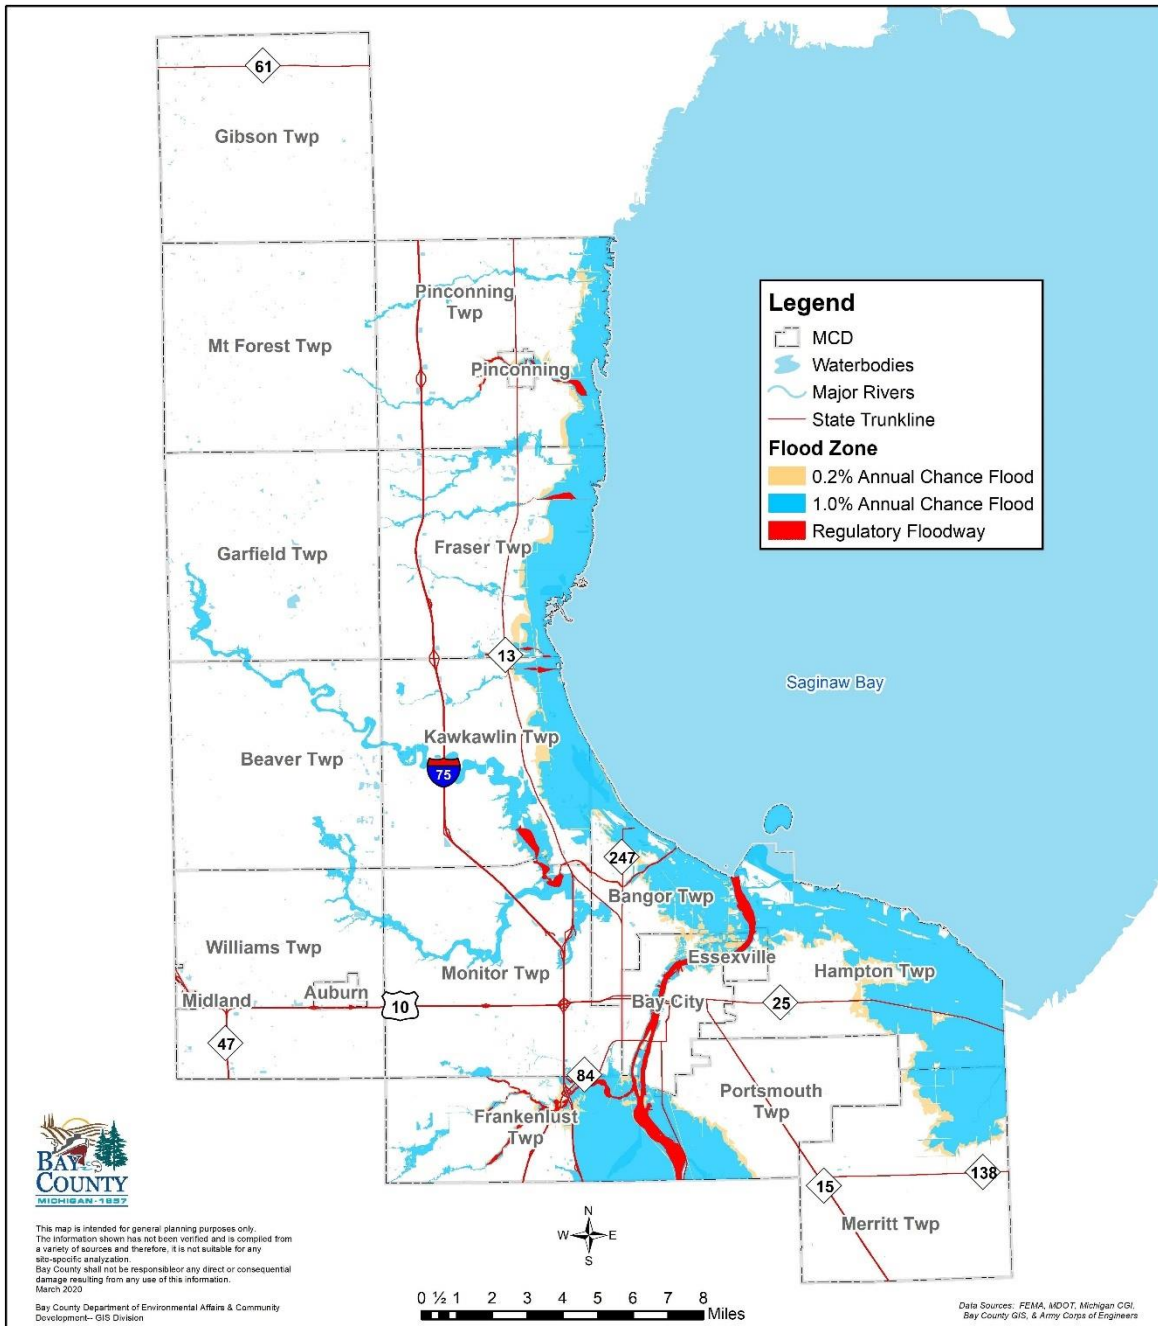 61
Gibson Twp
Pinconning
Twp
Mt Forest Twp
Pinconning
Legend
MCD
Waterbodies
Major Rivers
State Trunkline
Flood Zone
0.2% Annual Chance Flood
1.0% Annual Chance Flood
Regulatory Floodway
Garfield Twp
Fraser Twp
13
Saginaw Bay
Kawkawlin Twp
Beaver Twp
75
247
Bangor Twp
Williams Twp
Essexville
Monitor Twp
Hampton Twp
Auburn
Midland
10
Bay City
25
47
84
Portsmouth
Twp
Frankenlust
Twp
138
15
Merritt Twp
BAY
COUNTY
MICHIGAN - 1857
This map is intended for general planning purposes only.
The information shown has not been verified and is compiled from
a variety of sources and therefore, it is not suitable for any
site-specific analyzation.
Bay County shall not be responsibleor any direct or consequential
damage resulting from any use of this information.
March 2020
Bay County Department of Environmental Affairs & Community
Development-- GIS Division
N
W E
S
0 ½ 1 2 3 4 5 6 7 8
Miles
Data Sources: FEMA, MDOT, Michigan CGI,
Bay County GIS, & Army Corps of Engineers